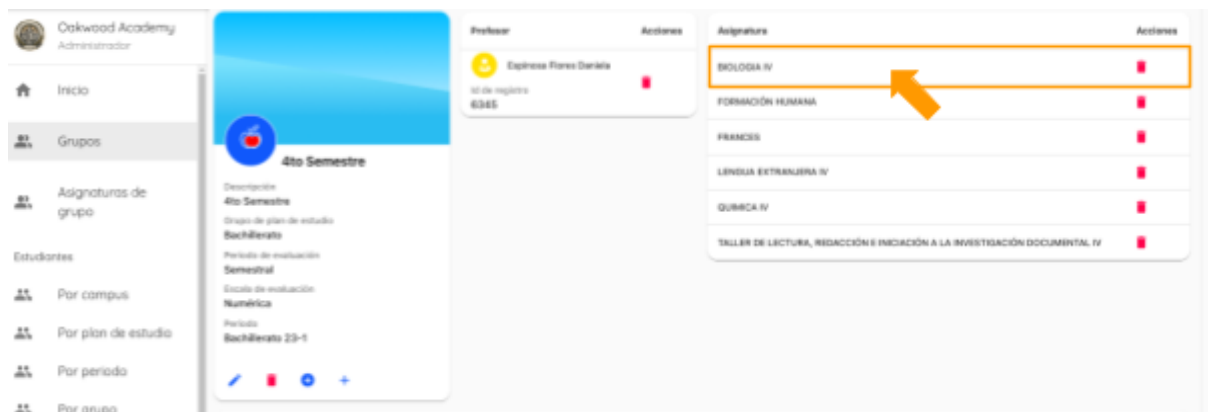 Oakwood Academy
Administrador
Inicio
Grupos
Asignaturas de
grupo
Estudiantes
Por campus
Por plan de estudio
Por periodo
Por grupo
4to Semestre
Descripción
4to Semestre
Grupo de plan de estudio
Bachillerato
Periodo de evaluación
Semestral
Escala de evaluación
Numérica
Periodo
Bachillerato 23-1
Profesor Acciones
Espinosa Flores Daniela
Id de registro
6345
Asignatura Acciones
BIOLOGIA IV
FORMACIÓN HUMANA
FRANCES
LENGUA EXTRANJERA IV
QUIMICA IV
TALLER DE LECTURA, REDACCIÓN E INICIACIÓN A LA INVESTIGACIÓN DOCUMENTAL IV